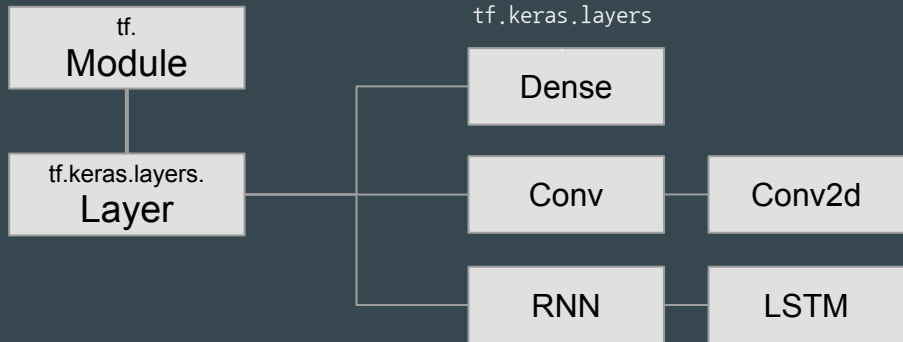 tf.
Module
tf.keras.layers.
Layer
tf.keras.layers
Dense
Conv
Conv2d
RNN
LSTM